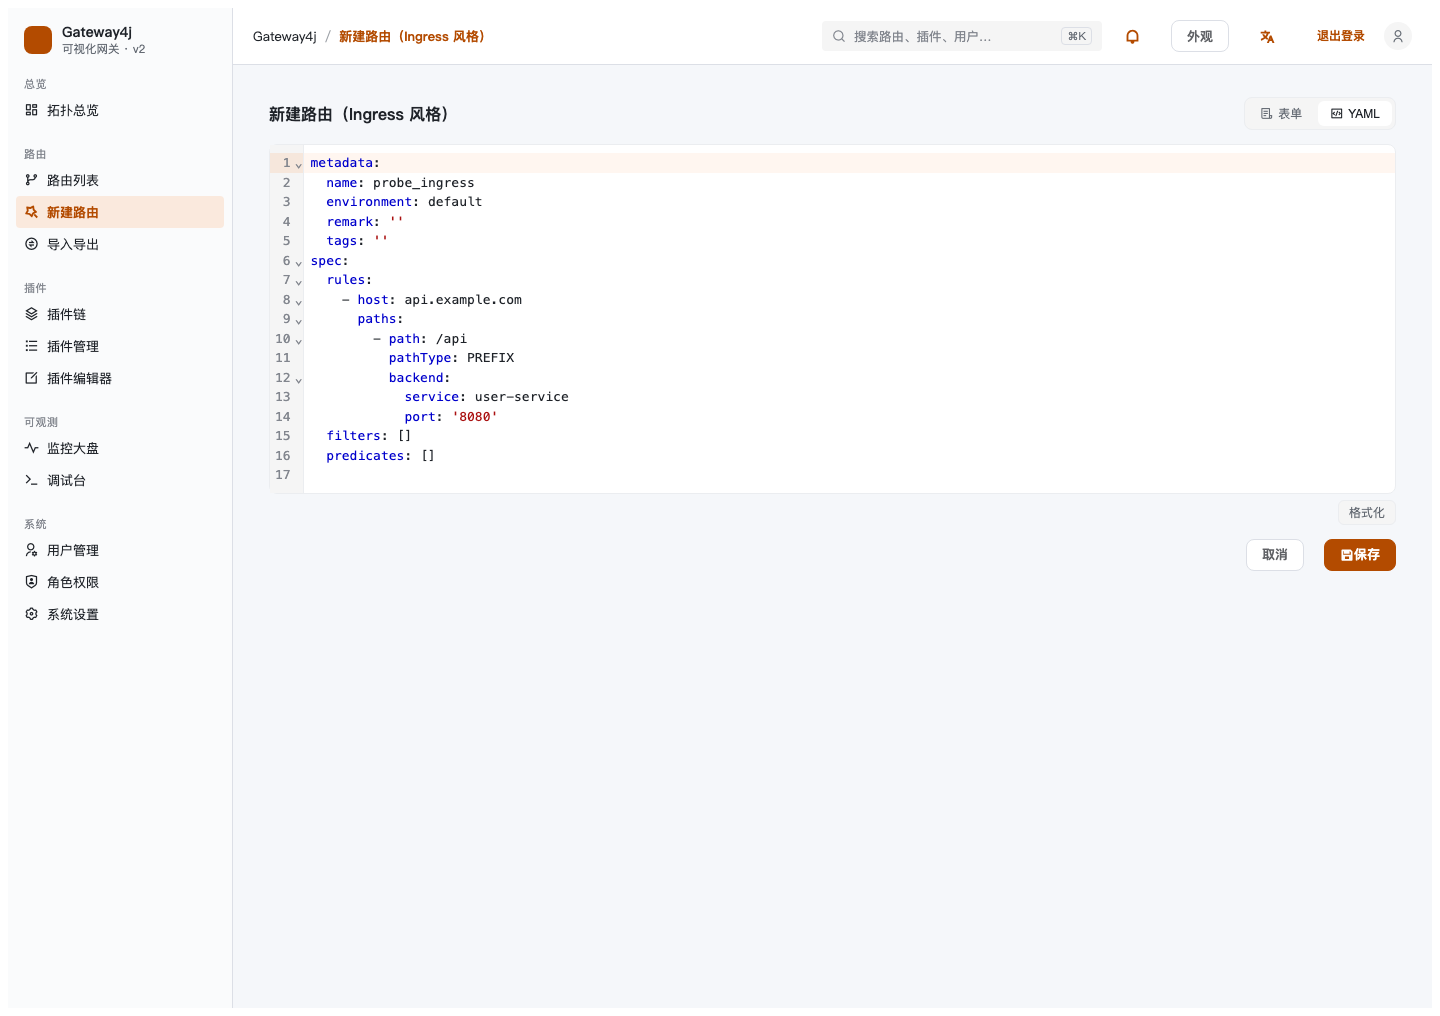 Gateway4j
可视化网关 · v2
总览
拓扑总览
路由
路由列表
新建路由
导入导出
插件
插件链
插件管理
插件编辑器
可观测
监控大盘
调试台
系统
用户管理
角色权限
系统设置
Gateway4j / 新建路由（Ingress 风格）
搜索路由、插件、用户… ⌘K
外观
退出登录
新建路由（Ingress 风格）
表单 YAML
1 metadata:
2   name: probe_ingress
3   environment: default
4   remark: ''
5   tags: ''
6 spec:
7   rules:
8     - host: api.example.com
9       paths:
10         - path: /api
11           pathType: PREFIX
12           backend:
13             service: user-service
14             port: '8080'
15   filters: []
16   predicates: []
17
格式化
取消 保存